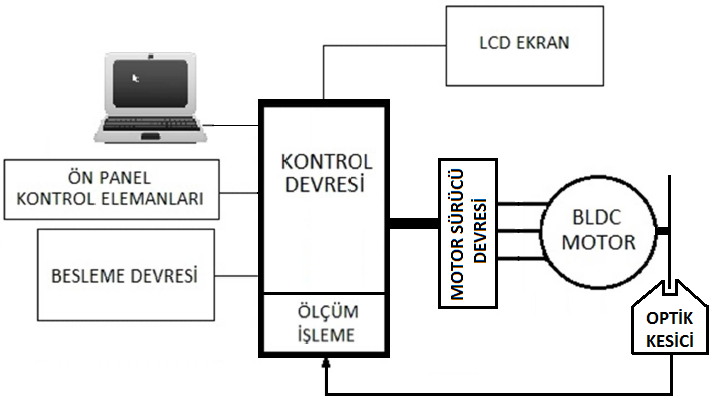 LCD EKRAN
ÖN PANEL
KONTROL ELEMANLARI
BESLEME DEVRESİ
KONTROL
DEVRESİ
ÖLÇÜM
İŞLEME
MOTOR SÜRÜCÜ
DEVRESİ
BLDC
MOTOR
OPTİK
KESİCİ